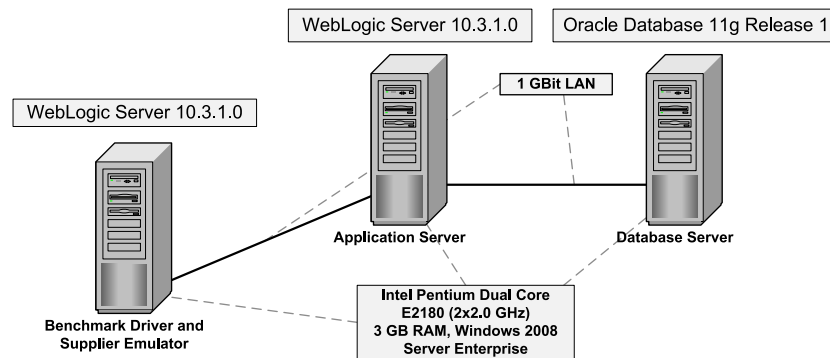 WebLogic Server 10.3.1.0
Oracle Database 11g Release 1
1 GBit LAN
WebLogic Server 10.3.1.0
Application Server
Database Server
Intel Pentium Dual Core
E2180 (2x2.0 GHz)
3 GB RAM, Windows 2008
Server Enterprise
Benchmark Driver and
Supplier Emulator